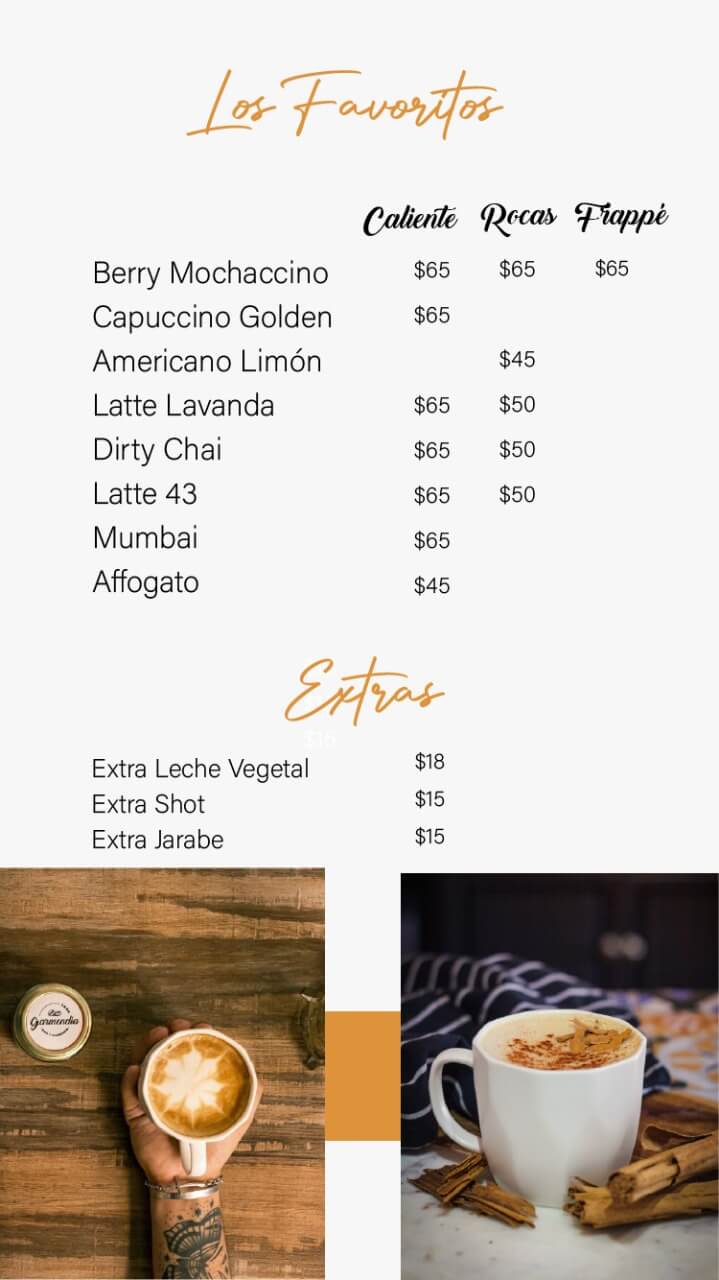 Los Favoritos
Caliente Rocas Frappé
Berry Mochaccino $65 $65 $65
Capuccino Golden $65
Americano Limón $45
Latte Lavanda $65 $50
Dirty Chai $65 $50
Latte 43 $65 $50
Mumbai $65
Affogato $45
Extras
$15
Extra Leche Vegetal $18
Extra Shot $15
Extra Jarabe $15
Garmendia